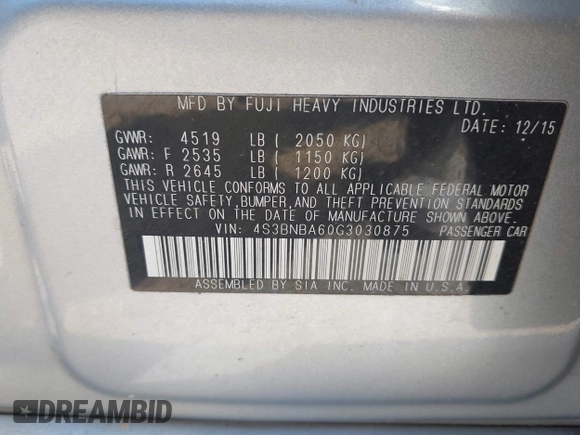 MFD BY FUJI HEAVY INDUSTRIES LTD.
DATE: 12/15
GVWR: 4519 LB ( 2050 KG)
GAWR: F 2535 LB ( 1150 KG)
GAWR: R 2645 LB ( 1200 KG)
THIS VEHICLE CONFORMS TO ALL APPLICABLE FEDERAL MOTOR
VEHICLE SAFETY, BUMPER, AND THEFT PREVENTION STANDARDS
IN EFFECT ON THE DATE OF MANUFACTURE SHOWN ABOVE.
VIN: 4S3BNBA60G3030875 PASSENGER CAR
ASSEMBLED BY SIA INC. MADE IN U.S.A.
DREAMBID